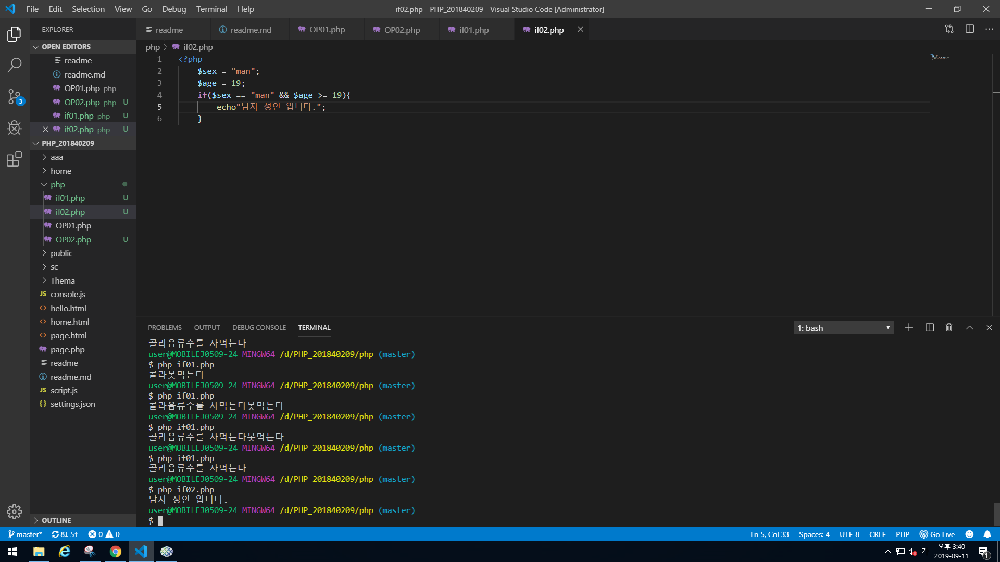 File Edit Selection View Go Debug Terminal Help
if02.php - PHP_201840209 - Visual Studio Code [Administrator]
EXPLORER
readme
readme.md
OP01.php
OP02.php
if01.php
if02.php
OPEN EDITORS
readme
readme.md
OP01.php php
OP02.php php U
if01.php php U
if02.php php U
PHP_201840209
aaa
home
php
if01.php U
if02.php U
OP01.php
OP02.php U
public
sc
Thema
JS console.js
<> hello.html
<> home.html
<> page.html
page.php
readme
readme.md
JS script.js
{} settings.json
OUTLINE
3
php > if02.php
1 <?php
2 $sex = "man";
3 $age = 19;
4 if($sex == "man" && $age >= 19){
5 echo"남자 성인 입니다.";
6 }
PROBLEMS OUTPUT DEBUG CONSOLE TERMINAL
1: bash
콜라음류수를 사먹는다
user@MOBILEJ0509-24 MINGW64 /d/PHP_201840209/php (master)
$ php if01.php
콜라못먹는다
user@MOBILEJ0509-24 MINGW64 /d/PHP_201840209/php (master)
$ php if01.php
콜라음류수를 사먹는다못먹는다
user@MOBILEJ0509-24 MINGW64 /d/PHP_201840209/php (master)
$ php if01.php
콜라음류수를 사먹는다못먹는다
user@MOBILEJ0509-24 MINGW64 /d/PHP_201840209/php (master)
$ php if01.php
콜라음류수를 사먹는다
user@MOBILEJ0509-24 MINGW64 /d/PHP_201840209/php (master)
$ php if02.php
남자 성인 입니다.
user@MOBILEJ0509-24 MINGW64 /d/PHP_201840209/php (master)
$
master* 8↓ 5↑ 0 0
Ln 5, Col 33 Spaces: 4 UTF-8 CRLF PHP Go Live
가
오후 3:40
2019-09-11
1